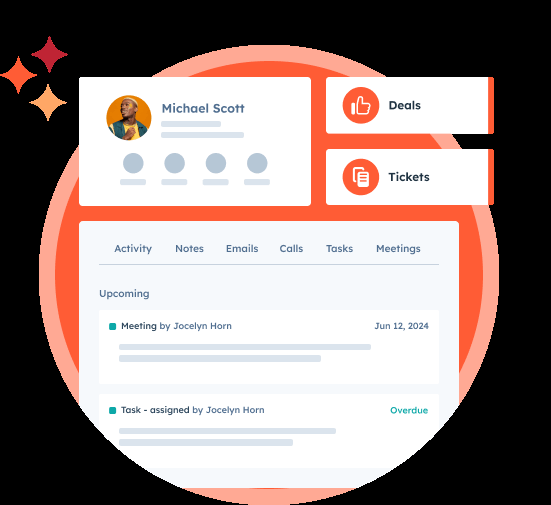 Michael Scott
Deals
Tickets
Activity Notes Emails Calls Tasks Meetings
Upcoming
Meeting by Jocelyn Horn Jun 12, 2024
Task - assigned by Jocelyn Horn Overdue